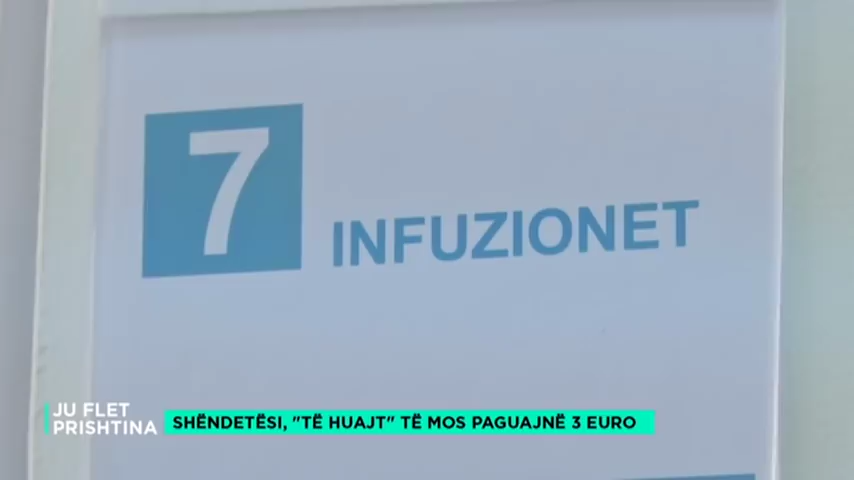 7
INFUZIONET
JU FLET
PRISHTINA
SHËNDETËSI, "TË HUAJT" TË MOS PAGUAJNË 3 EURO